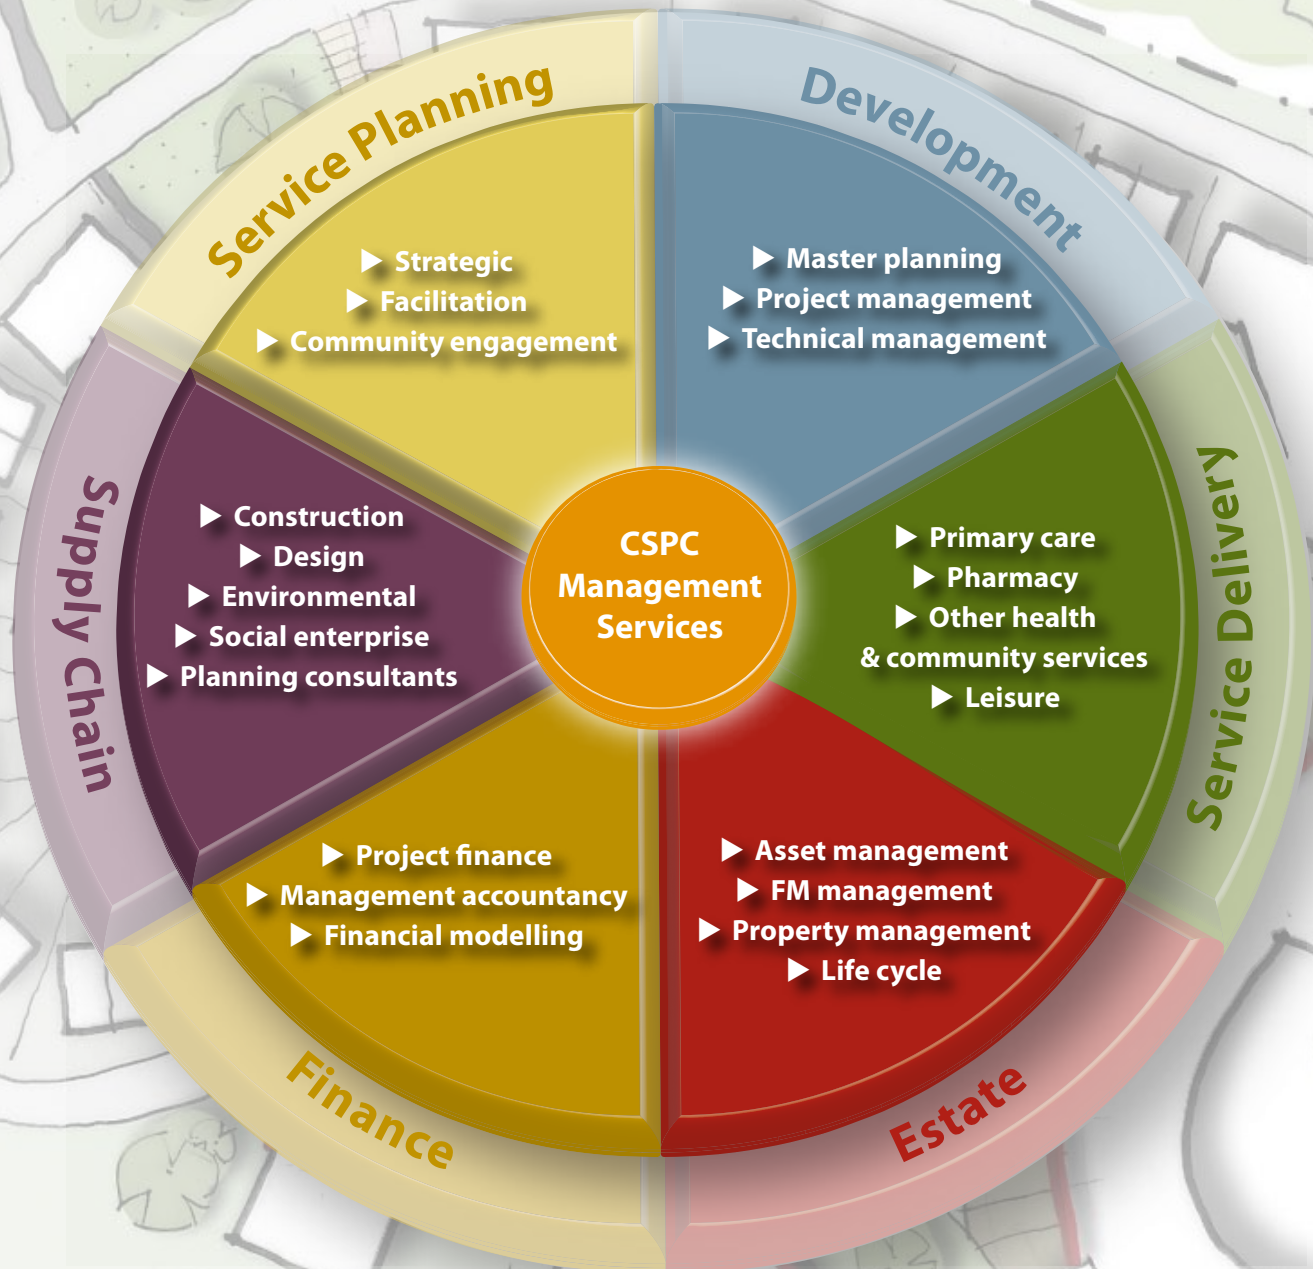 Service Planning
▶ Strategic
▶ Facilitation
▶ Community engagement
Development
▶ Master planning
▶ Project management
▶ Technical management
Service Delivery
▶ Primary care
▶ Pharmacy
▶ Other health
& community services
▶ Leisure
Estate
▶ Asset management
▶ FM management
▶ Property management
▶ Life cycle
Finance
▶ Project finance
▶ Management accountancy
▶ Financial modelling
Supply Chain
▶ Construction
▶ Design
▶ Environmental
▶ Social enterprise
▶ Planning consultants
CSPC
Management
Services